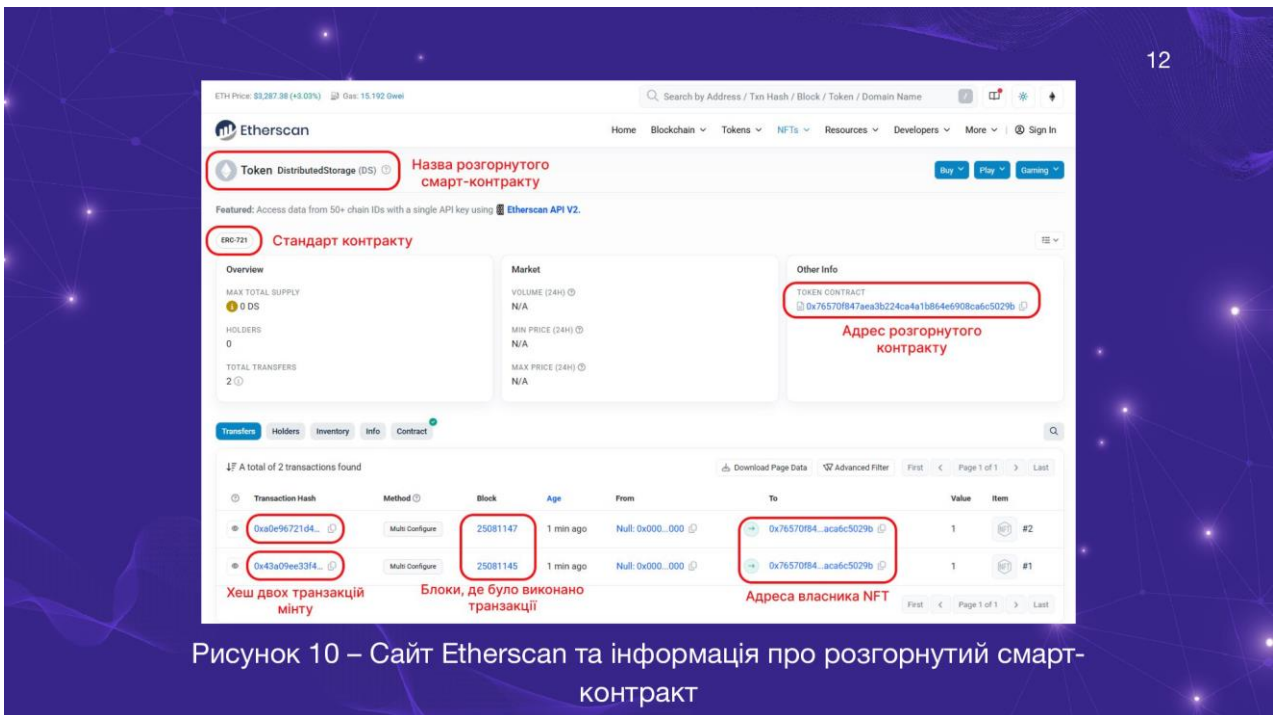 12
ETH Price: $3,287.38 (+3.03%) Gas: 15.192 Gwei
Search by Address / Txn Hash / Block / Token / Domain Name
Etherscan
Home Blockchain Tokens NFTs Resources Developers More Sign In
Token DistributedStorage (DS)
Назва розгорнутого
смарт-контракту
Buy Play Gaming
Featured: Access data from 50+ chain IDs with a single API key using Etherscan API V2.
ERC-721
Стандарт контракту
Overview
MAX TOTAL SUPPLY
0 DS
HOLDERS
0
TOTAL TRANSFERS
2
Market
VOLUME (24H)
N/A
MIN PRICE (24H)
N/A
MAX PRICE (24H)
N/A
Other Info
TOKEN CONTRACT
0x76570f847aea3b224ca4a1b864e6908ca6c5029b
Адрес розгорнутого
контракту
Transfers Holders Inventory Info Contract
A total of 2 transactions found
Download Page Data Advanced Filter First Page 1 of 1 Last
Transaction Hash Method Block Age From To Value Item
0xa0e96721d4... Multi Configure 25081147 1 min ago Null: 0x000...000 0x76570f84...aca6c5029b 1 NFT #2
0x43a09ee33f4... Multi Configure 25081145 1 min ago Null: 0x000...000 0x76570f84...aca6c5029b 1 NFT #1
Хеш двох транзакцій
мінту
Блоки, де було виконано
транзакції
Адреса власника NFT
First Page 1 of 1 Last
Рисунок 10 – Сайт Etherscan та інформація про розгорнутий смарт-
контракт